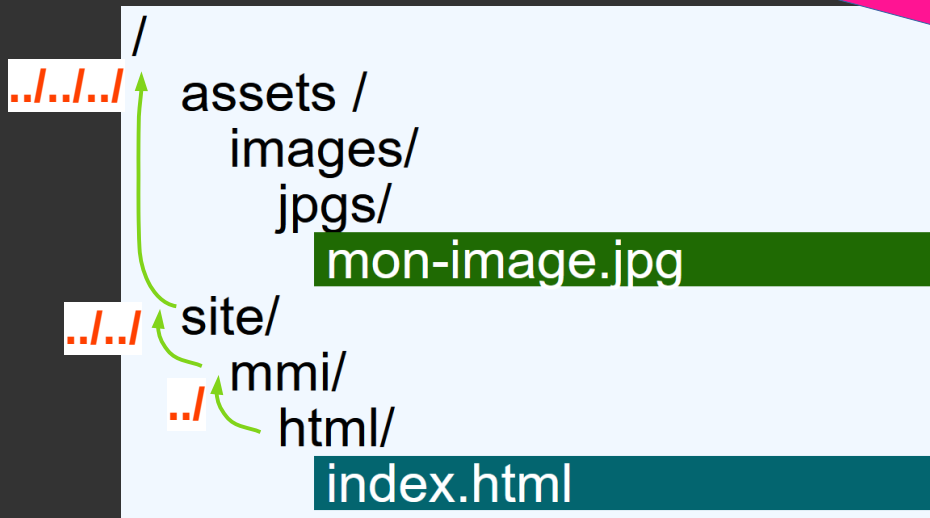 /
../../../
assets /
images/
jpgs/
mon-image.jpg
site/
../../
mmi/
../
html/
index.html